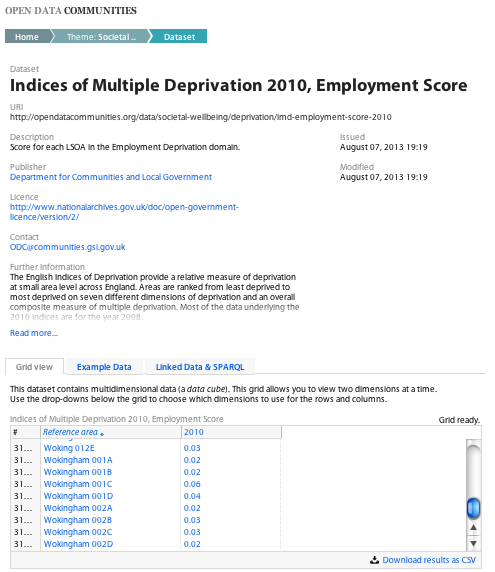 OPEN DATA COMMUNITIES
Home
Theme: Societal ...
Dataset
Dataset
Indices of Multiple Deprivation 2010, Employment Score
URI
http://opendatacommunities.org/data/societal-wellbeing/deprivation/imd-employment-score-2010
Description
Score for each LSOA in the Employment Deprivation domain.
Issued
August 07, 2013 19:19
Publisher
Department for Communities and Local Government
Modified
August 07, 2013 19:19
Licence
http://www.nationalarchives.gov.uk/doc/open-government-
licence/version/2/
Contact
ODC@communities.gsi.gov.uk
Further Information
The English Indices of Deprivation provide a relative measure of deprivation
at small area level across England. Areas are ranked from least deprived to
most deprived on seven different dimensions of deprivation and an overall
composite measure of multiple deprivation. Most of the data underlying the
2010 indices are for the year 2008.
Read more...
Grid view
Example Data
Linked Data & SPARQL
This dataset contains multidimensional data (a data cube). This grid allows you to view two dimensions at a time.
Use the drop-downs below the grid to choose which dimensions to use for the rows and columns.
Indices of Multiple Deprivation 2010, Employment Score
Grid ready.
# Reference area 2010
31... Woking 012E 0.03
31... Wokingham 001A 0.02
31... Wokingham 001B 0.02
31... Wokingham 001C 0.06
31... Wokingham 001D 0.04
31... Wokingham 002A 0.02
31... Wokingham 002B 0.03
31... Wokingham 002C 0.03
31... Wokingham 002D 0.02
Download results as CSV